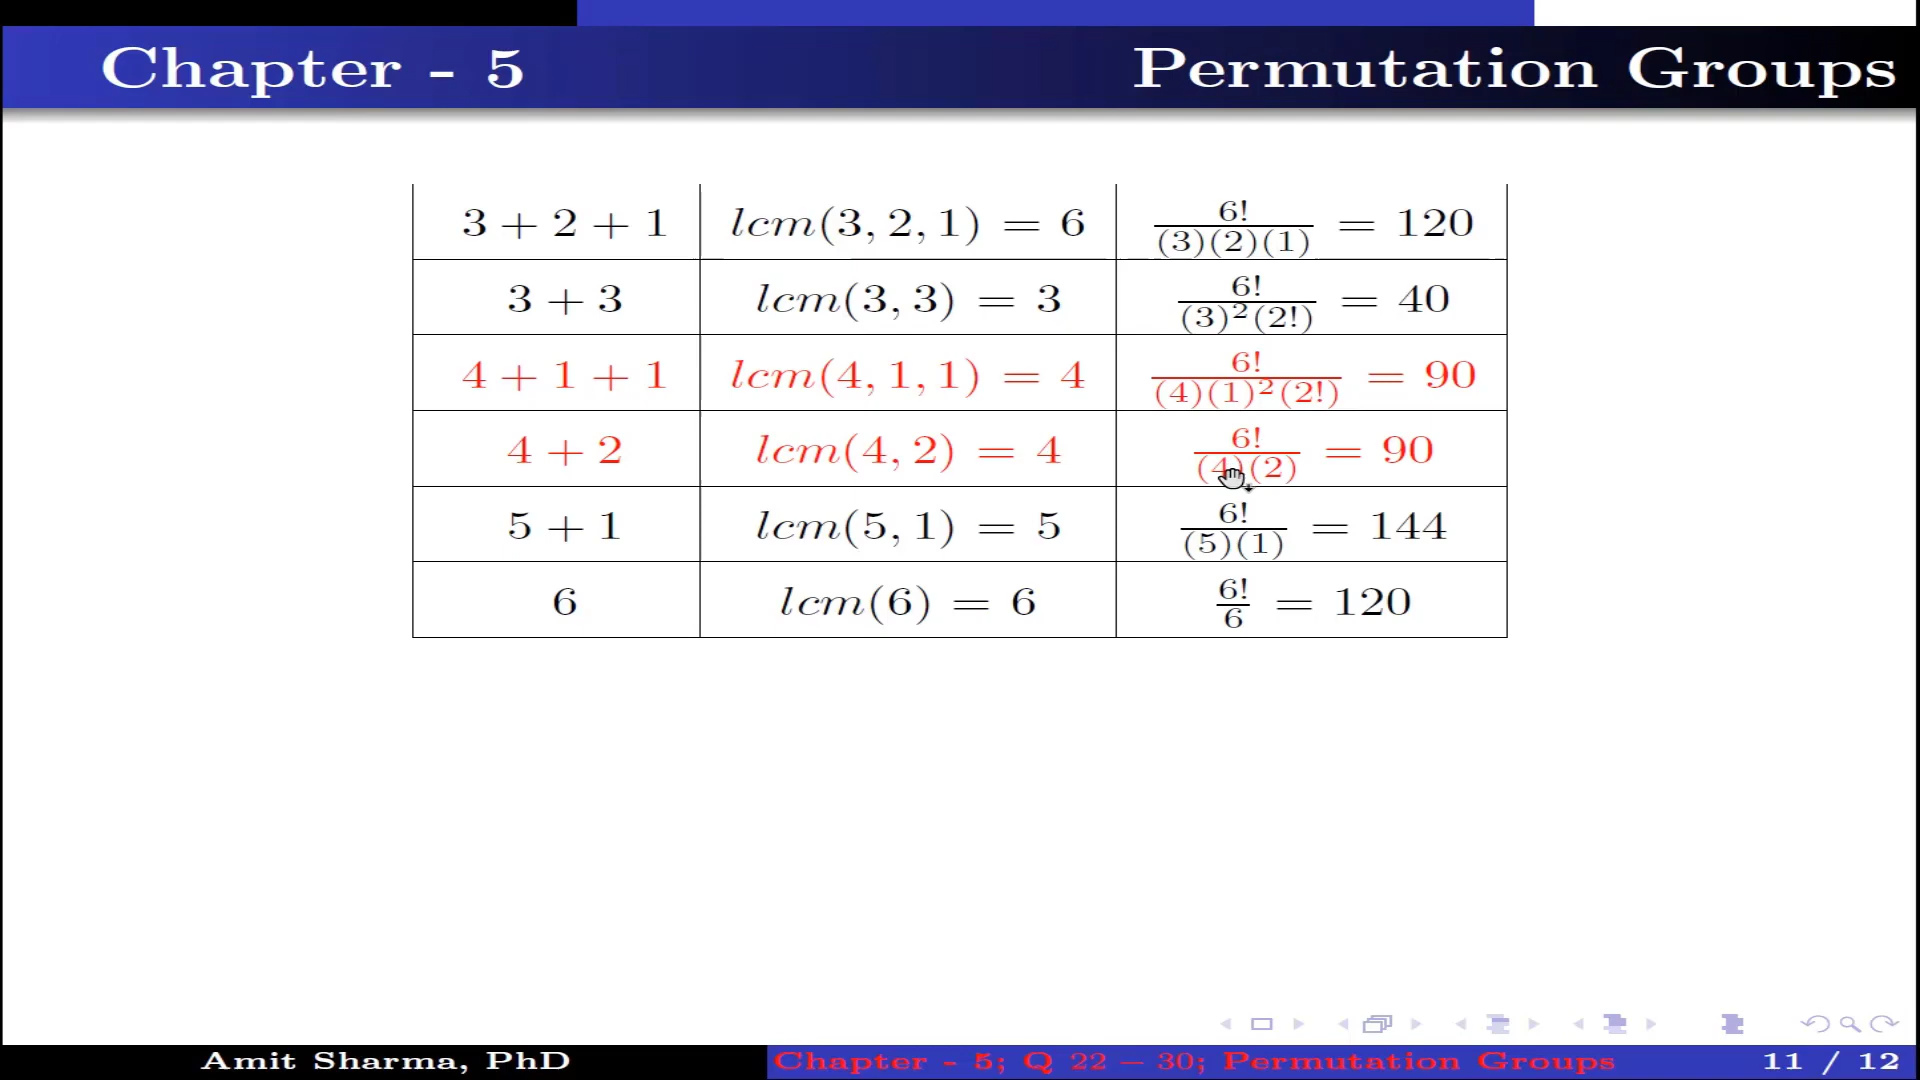 Chapter - 5 Permutation Groups
3 + 2 + 1 lcm(3, 2, 1) = 6 6!/(3)(2)(1) = 120
3 + 3 lcm(3, 3) = 3 6!/(3)²(2!) = 40
4 + 1 + 1 lcm(4, 1, 1) = 4 6!/(4)(1)²(2!) = 90
4 + 2 lcm(4, 2) = 4 6!/(4)(2) = 90
5 + 1 lcm(5, 1) = 5 6!/(5)(1) = 144
6 lcm(6) = 6 6!/6 = 120
Amit Sharma, PhD Chapter - 5; Q 22 – 30; Permutation Groups 11 / 12